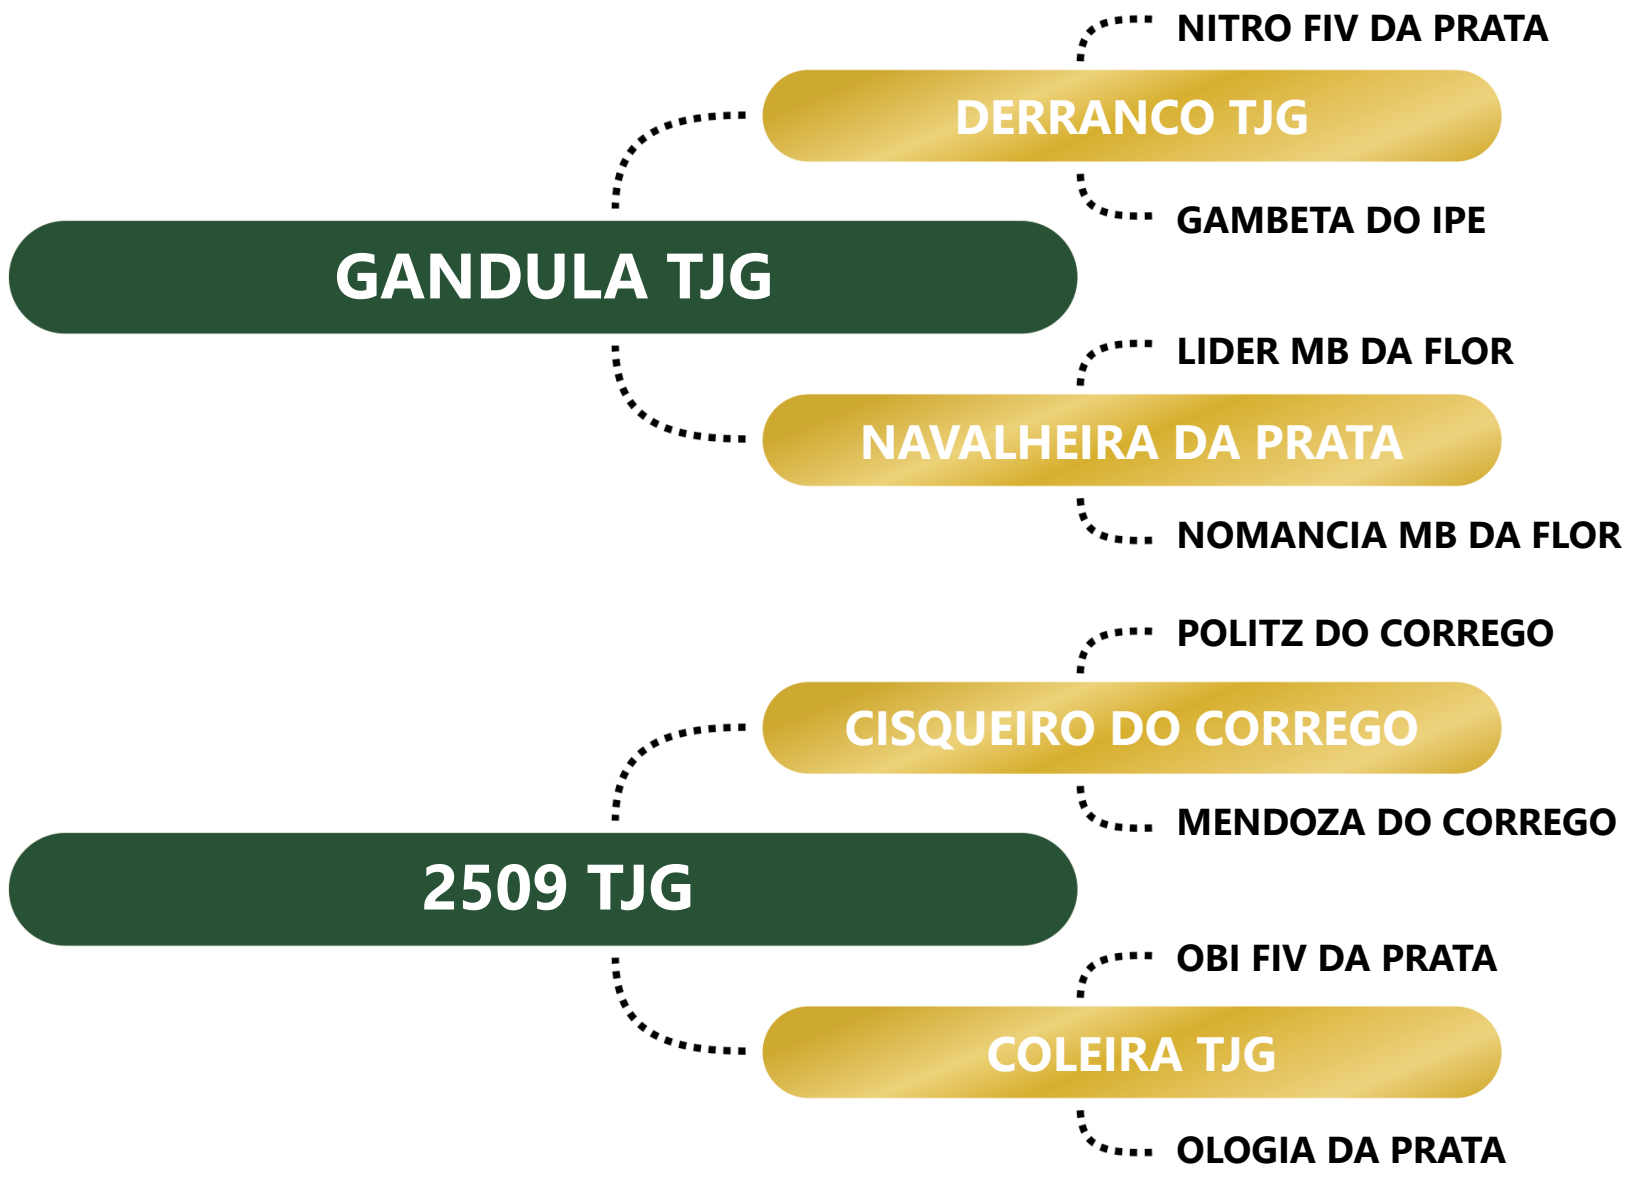 NITRO FIV DA PRATA
DERRANCO TJG
GAMBETA DO IPE
GANDULA TJG
LIDER MB DA FLOR
NAVALHEIRA DA PRATA
NOMANCIA MB DA FLOR
POLITZ DO CORREGO
CISQUEIRO DO CORREGO
MENDOZA DO CORREGO
2509 TJG
OBI FIV DA PRATA
COLEIRA TJG
OLOGIA DA PRATA